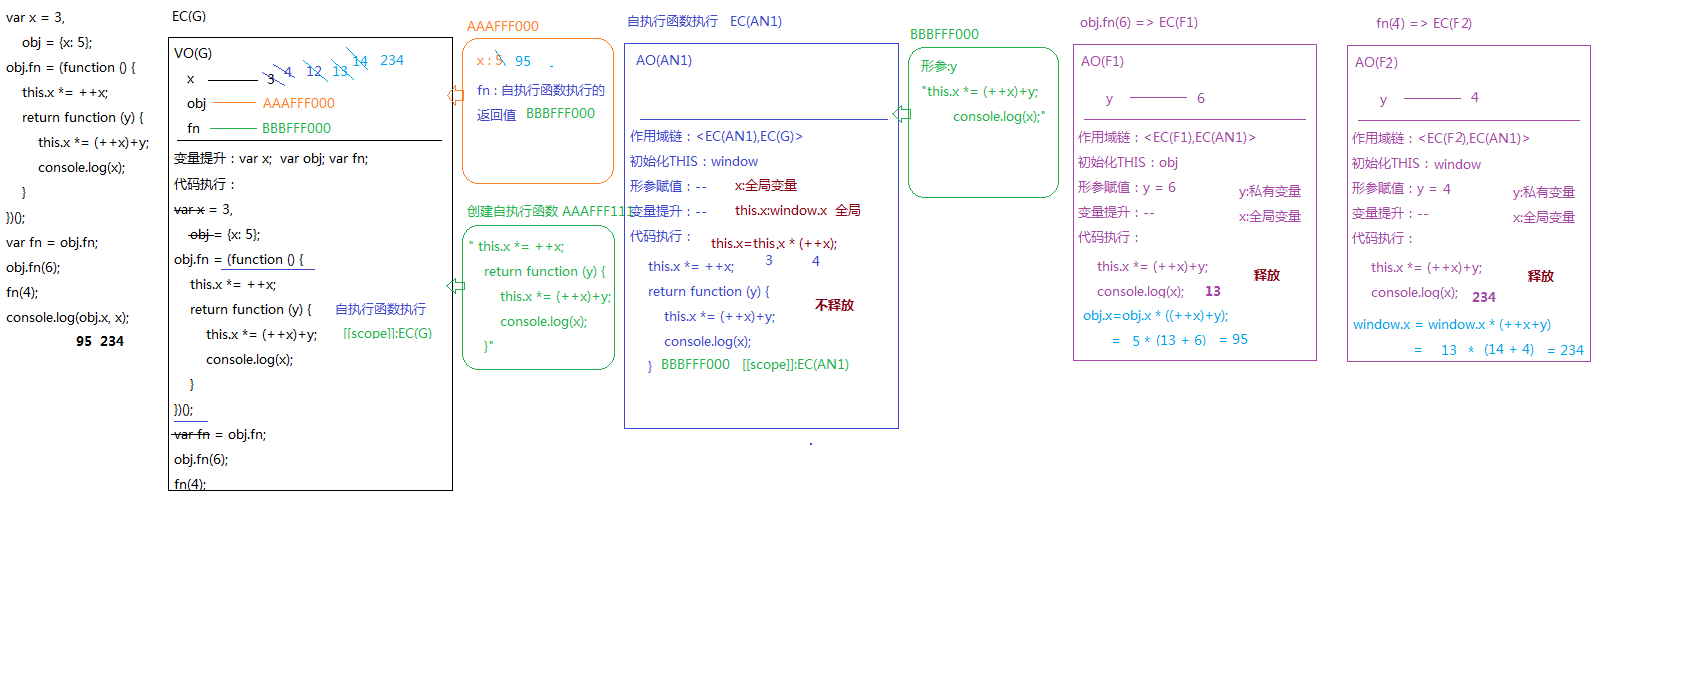 var x = 3,
obj = {x: 5};
obj.fn = (function () {
this.x *= ++x;
return function (y) {
this.x *= (++x)+y;
console.log(x);
}
})();
var fn = obj.fn;
obj.fn(6);
fn(4);
console.log(obj.x, x);
95 234
EC(G)
VO(G)
x 3 4 12 13 14 234
obj AAAFFF000
fn BBBFFF000
变量提升：var x; var obj; var fn;
代码执行：
var x = 3,
obj = {x: 5};
obj.fn = (function () {
this.x *= ++x;
return function (y) { 自执行函数执行
this.x *= (++x)+y; [[scope]]:EC(G)
console.log(x);
}
})();
var fn = obj.fn;
obj.fn(6);
fn(4);
AAAFFF000
x : 5 95
fn : 自执行函数执行的
返回值 BBBFFF000
创建自执行函数 AAAFFF111
" this.x *= ++x;
return function (y) {
this.x *= (++x)+y;
console.log(x);
}"
自执行函数执行 EC(AN1)
AO(AN1)
作用域链：<EC(AN1),EC(G)>
初始化THIS：window
形参赋值：-- x:全局变量
变量提升：-- this.x:window.x 全局
代码执行： this.x=this.x * (++x);
this.x *= ++x; 3 4
return function (y) {
this.x *= (++x)+y; 不释放
console.log(x);
} BBBFFF000 [[scope]]:EC(AN1)
BBBFFF000
形参:y
"this.x *= (++x)+y;
console.log(x);"
obj.fn(6) => EC(F1)
AO(F1)
y 6
作用域链：<EC(F1),EC(AN1)>
初始化THIS：obj
形参赋值：y = 6 y:私有变量
变量提升：-- x:全局变量
代码执行：
this.x *= (++x)+y; 释放
console.log(x); 13
obj.x=obj.x * ((++x)+y);
= 5 * (13 + 6) = 95
fn(4) => EC(F2)
AO(F2)
y 4
作用域链：<EC(F2),EC(AN1)>
初始化THIS：window
形参赋值：y = 4 y:私有变量
变量提升：-- x:全局变量
代码执行：
this.x *= (++x)+y; 释放
console.log(x); 234
window.x = window.x * (++x+y)
= 13 * (14 + 4) = 234